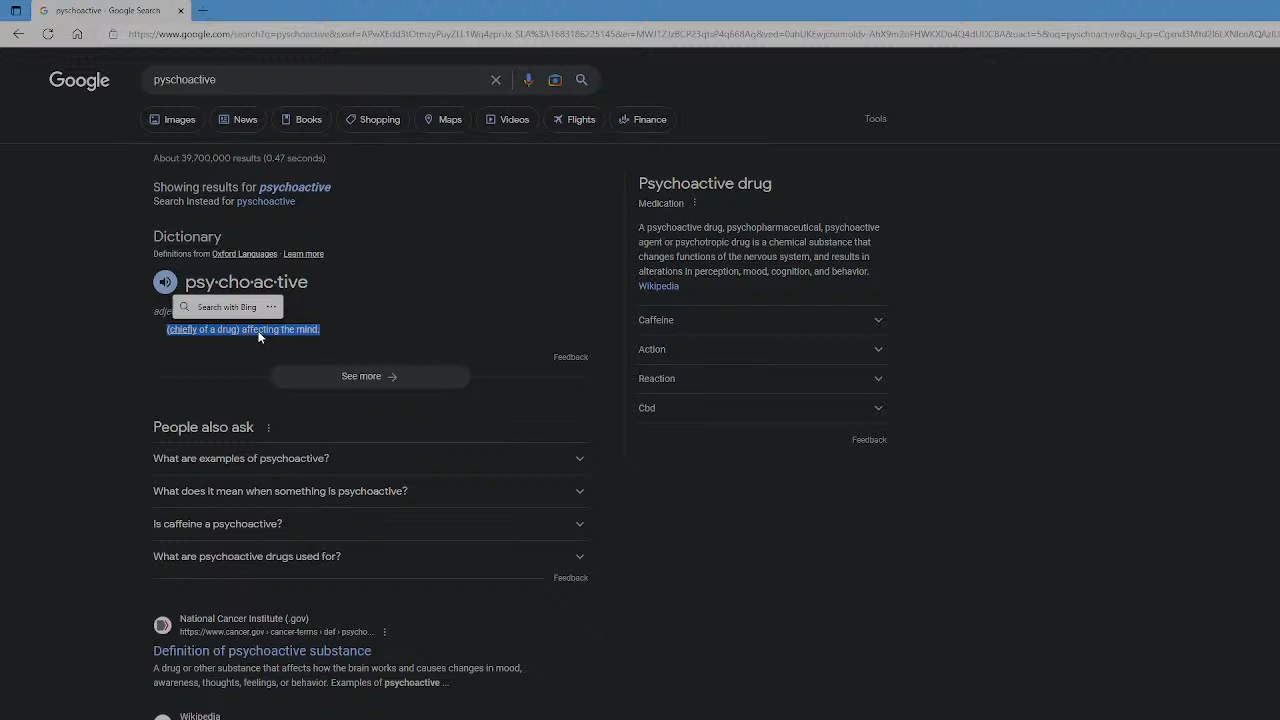 pyschoactive - Google Search
Google
pyschoactive
Images
News
Books
Shopping
Maps
Videos
Flights
Finance
Tools
About 39,700,000 results (0.47 seconds)
Showing results for psychoactive
Search instead for pyschoactive
Dictionary
Definitions from Oxford Languages · Learn more
psy·cho·ac·tive
Search with Bing
adje
(chiefly of a drug) affecting the mind.
Feedback
See more
People also ask
What are examples of psychoactive?
What does it mean when something is psychoactive?
Is caffeine a psychoactive?
What are psychoactive drugs used for?
Feedback
National Cancer Institute (.gov)
https://www.cancer.gov › cancer-terms › def › psycho...
Definition of psychoactive substance
A drug or other substance that affects how the brain works and causes changes in mood,
awareness, thoughts, feelings, or behavior. Examples of psychoactive ...
Wikipedia
Psychoactive drug
Medication
A psychoactive drug, psychopharmaceutical, psychoactive
agent or psychotropic drug is a chemical substance that
changes functions of the nervous system, and results in
alterations in perception, mood, cognition, and behavior.
Wikipedia
Caffeine
Action
Reaction
Cbd
Feedback